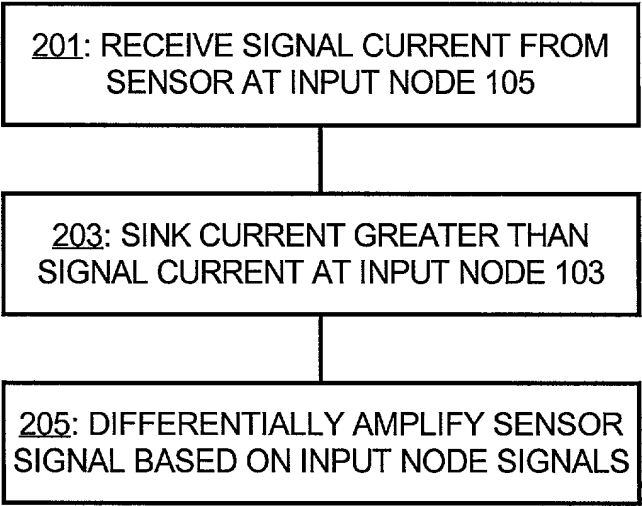 201: RECEIVE SIGNAL CURRENT FROM
SENSOR AT INPUT NODE 105
203: SINK CURRENT GREATER THAN
SIGNAL CURRENT AT INPUT NODE 103
205: DIFFERENTIALLY AMPLIFY SENSOR
SIGNAL BASED ON INPUT NODE SIGNALS